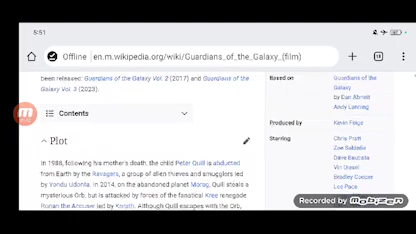 5:51
Offline en.m.wikipedia.org/wiki/Guardians_of_the_Galaxy_(film)
13
been released: Guardians of the Galaxy Vol. 2 (2017) and Guardians of the
Galaxy Vol. 3 (2023).
Contents
Plot
In 1988, following his mother's death, the child Peter Quill is abducted
from Earth by the Ravagers, a group of alien thieves and smugglers led
by Yondu Udonta. In 2014, on the abandoned planet Morag, Quill steals a
mysterious Orb, but is attacked by forces of the fanatical Kree renegade
Ronan the Accuser led by Korath. Although Quill escapes with the Orb,
Based on
Guardians of the
Galaxy
by Dan Abnett
Andy Lanning
Produced by
Kevin Feige
Starring
Chris Pratt
Zoe Saldaña
Dave Bautista
Vin Diesel
Bradley Cooper
Lee Pace
Recorded by mobizen